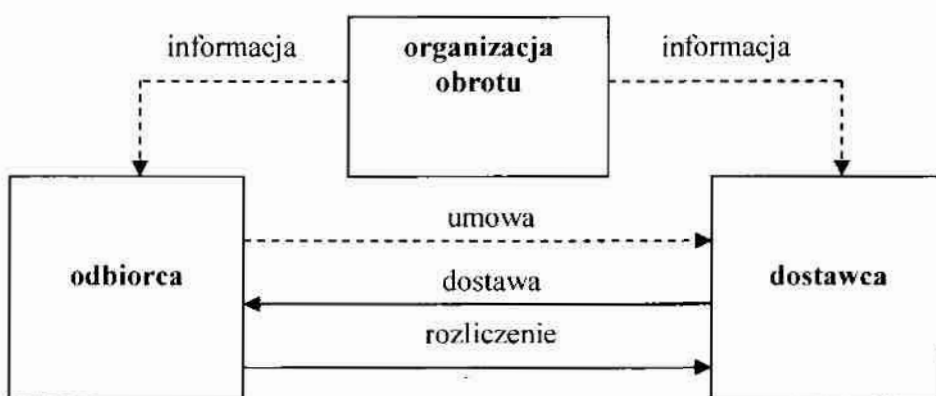 informacja
organizacja
obrotu
informacja
umowa
odbiorca
dostawa
dostawca
rozliczenie